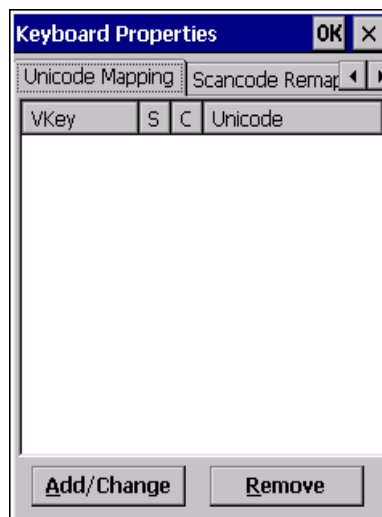 Keyboard Properties OK ×
Unicode Mapping Scancode Remap
VKey S C Unicode
Add/Change Remove